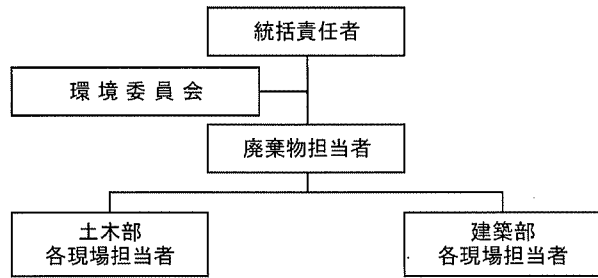 統括責任者
環境委員会
廃棄物担当者
土木部
各現場担当者
建築部
各現場担当者